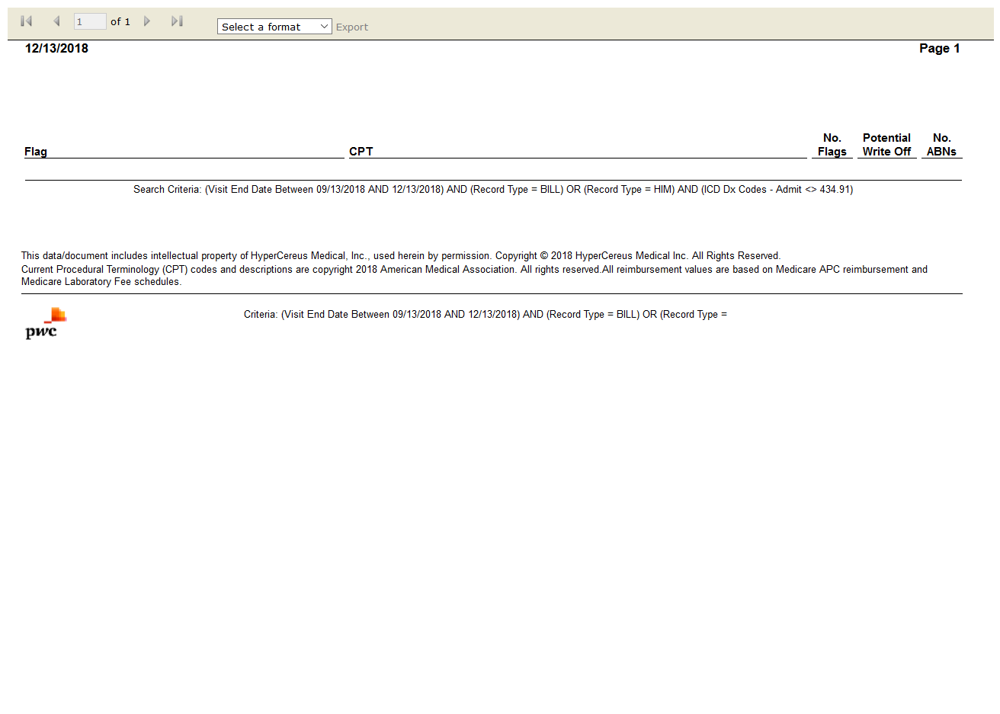 1 of 1 Select a format Export
12/13/2018 Page 1
No. Potential No.
Flag CPT Flags Write Off ABNs
Search Criteria: (Visit End Date Between 09/13/2018 AND 12/13/2018) AND (Record Type = BILL) OR (Record Type = HIM) AND (ICD Dx Codes - Admit <> 434.91)
This data/document includes intellectual property of HyperCereus Medical, Inc., used herein by permission. Copyright © 2018 HyperCereus Medical Inc. All Rights Reserved.
Current Procedural Terminology (CPT) codes and descriptions are copyright 2018 American Medical Association. All rights reserved.All reimbursement values are based on Medicare APC reimbursement and
Medicare Laboratory Fee schedules.
Criteria: (Visit End Date Between 09/13/2018 AND 12/13/2018) AND (Record Type = BILL) OR (Record Type =
pwc